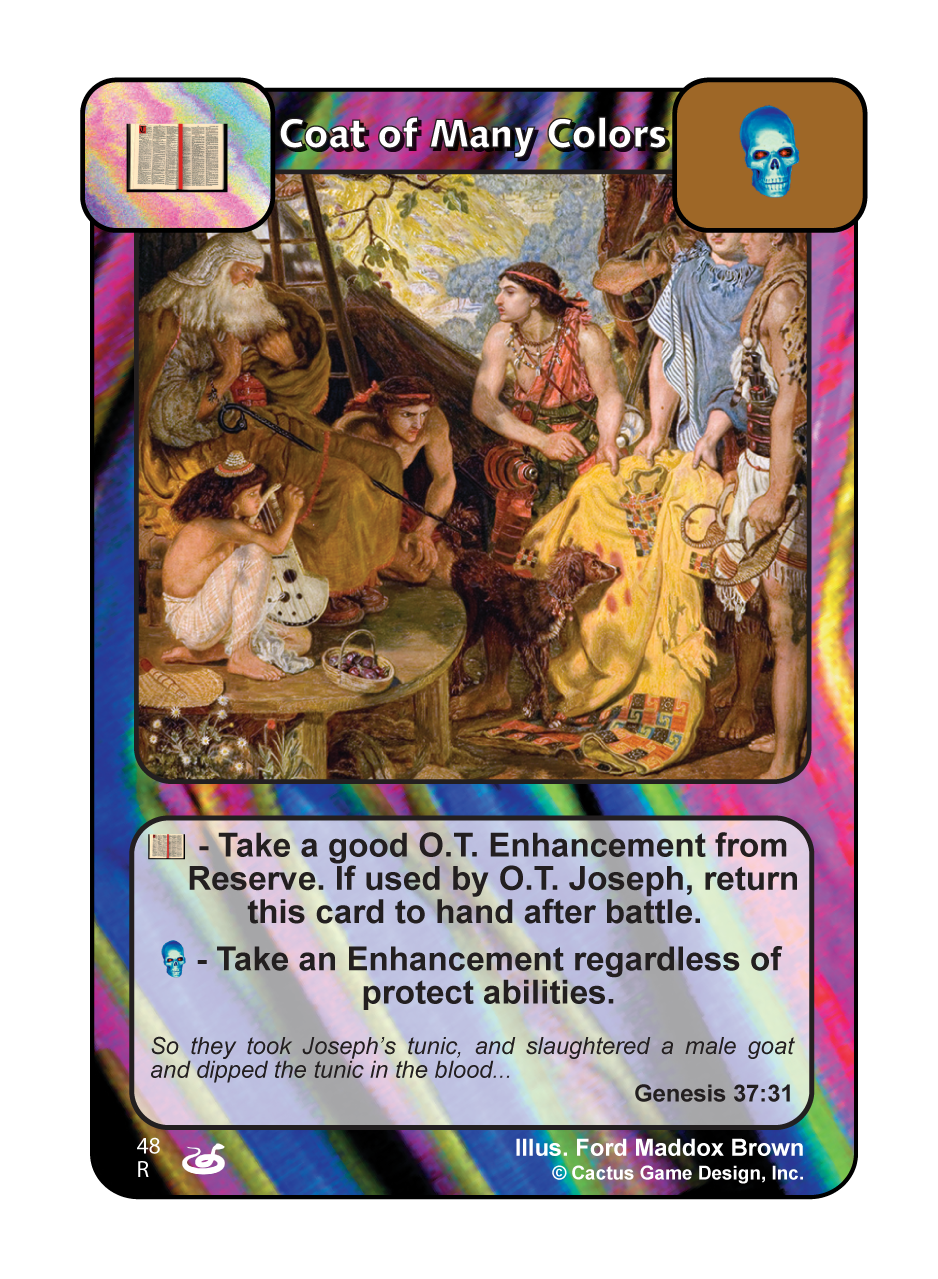 Coat of Many Colors
- Take a good O.T. Enhancement from
Reserve. If used by O.T. Joseph, return
this card to hand after battle.
- Take an Enhancement regardless of
protect abilities.
So they took Joseph's tunic, and slaughtered a male goat
and dipped the tunic in the blood...
Genesis 37:31
48
R
Illus. Ford Maddox Brown
© Cactus Game Design, Inc.